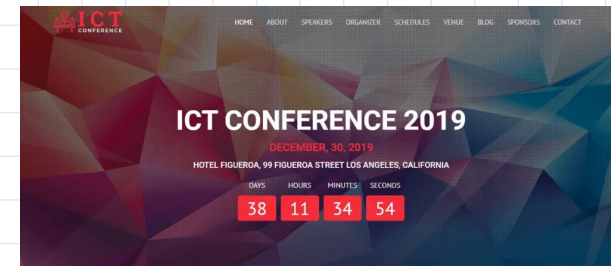 ICT
CONFERENCE
HOME ABOUT SPEAKERS ORGANIZER SCHEDULES VENUE BLOG SPONSORS CONTACT
ICT CONFERENCE 2019
DECEMBER, 30, 2019
HOTEL FIGUEROA, 99 FIGUEROA STREET LOS ANGELES, CALIFORNIA
DAYS HOURS MINUTES SECONDS
38 11 34 54